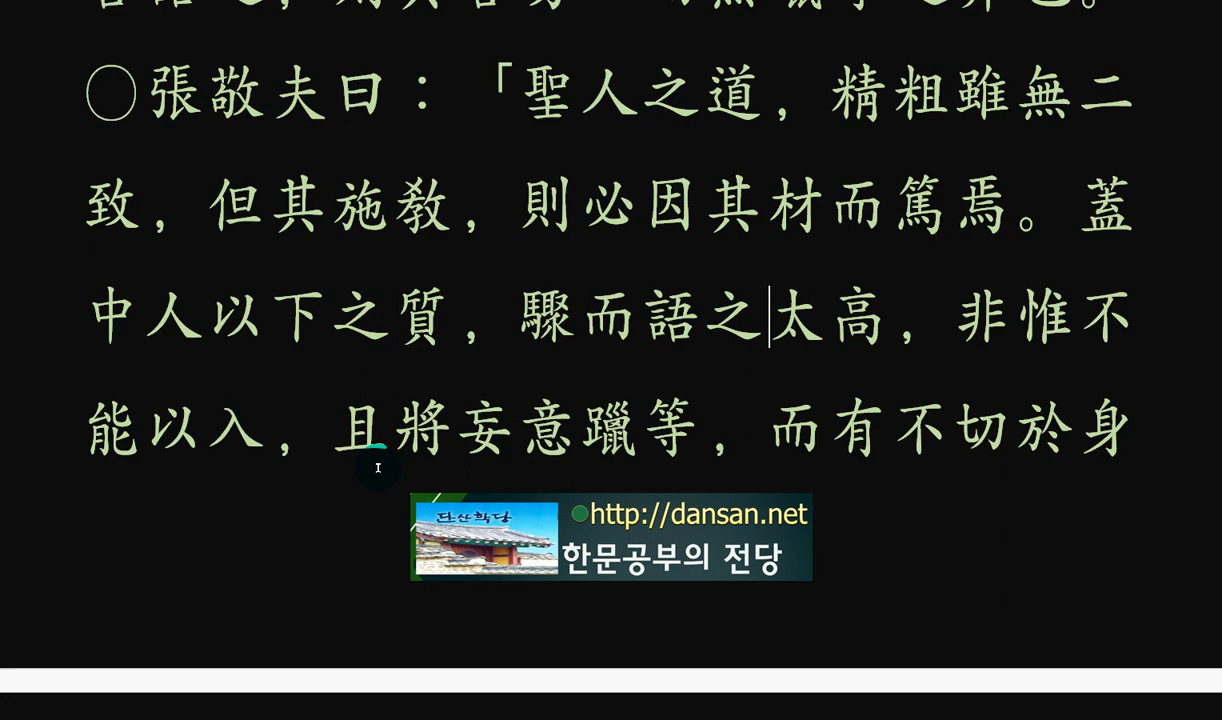 ◯張敬夫曰：「聖人之道，精粗雖無二
致，但其施敎，則必因其材而篤焉。蓋
中人以下之質，驟而語之太高，非惟不
能以入，且將妄意躐等，而有不切於身
단산학당
http://dansan.net
한문공부의 전당